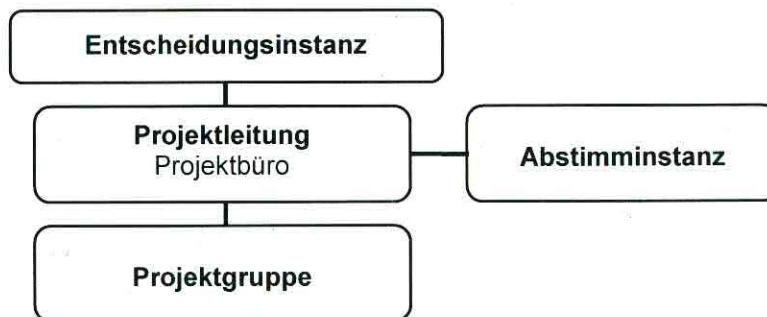 Entscheidungsinstanz
Projektleitung
Projektbüro
Abstimminstanz
Projektgruppe